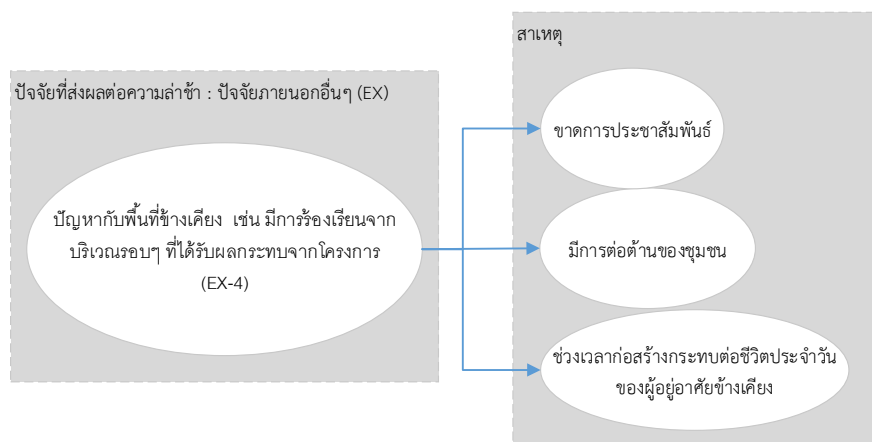 สาเหตุ
ปัจจัยที่ส่งผลต่อความล่าช้า : ปัจจัยภายนอกอื่นๆ (EX)
ปัญหากับพื้นที่ข้างเคียง เช่น มีการร้องเรียนจาก
บริเวณรอบๆ ที่ได้รับผลกระทบจากโครงการ
(EX-4)
ขาดการประชาสัมพันธ์
มีการต่อต้านของชุมชน
ช่วงเวลาก่อสร้างกระทบต่อชีวิตประจำวัน
ของผู้อยู่อาศัยข้างเคียง